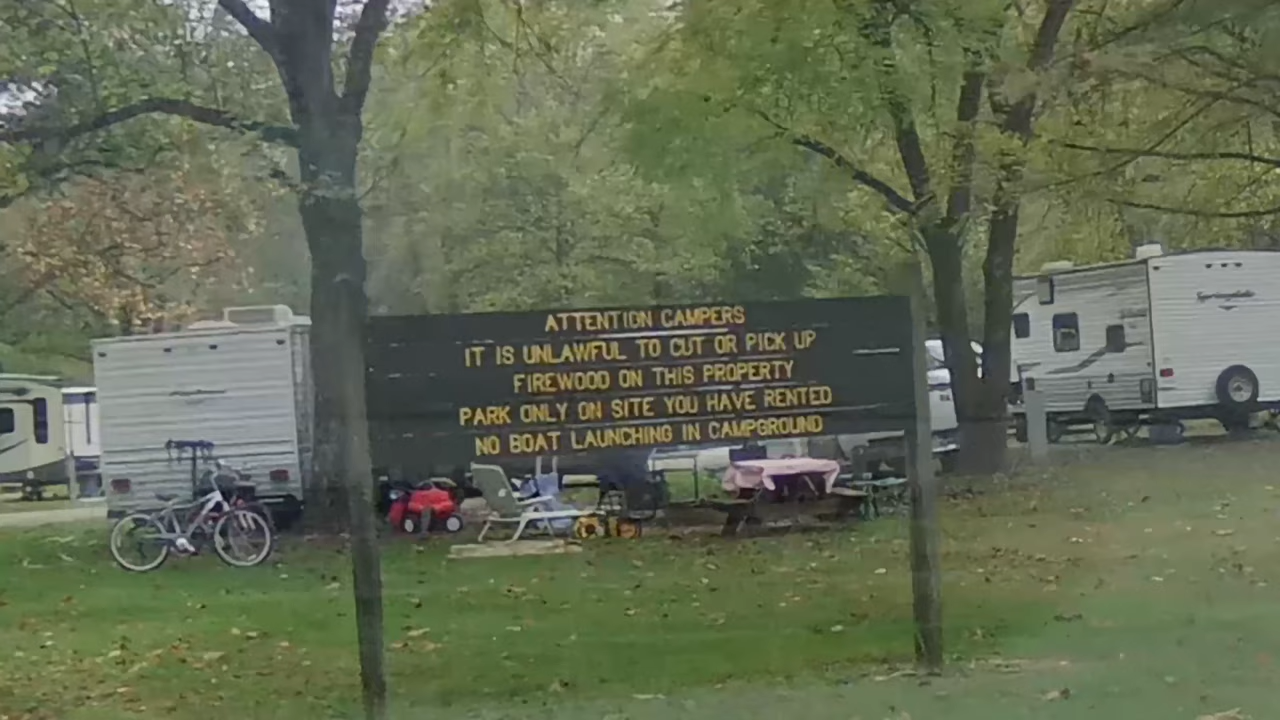 ATTENTION CAMPERS
IT IS UNLAWFUL TO CUT OR PICK UP
FIREWOOD ON THIS PROPERTY
PARK ONLY ON SITE YOU HAVE RENTED
NO BOAT LAUNCHING IN CAMPGROUND